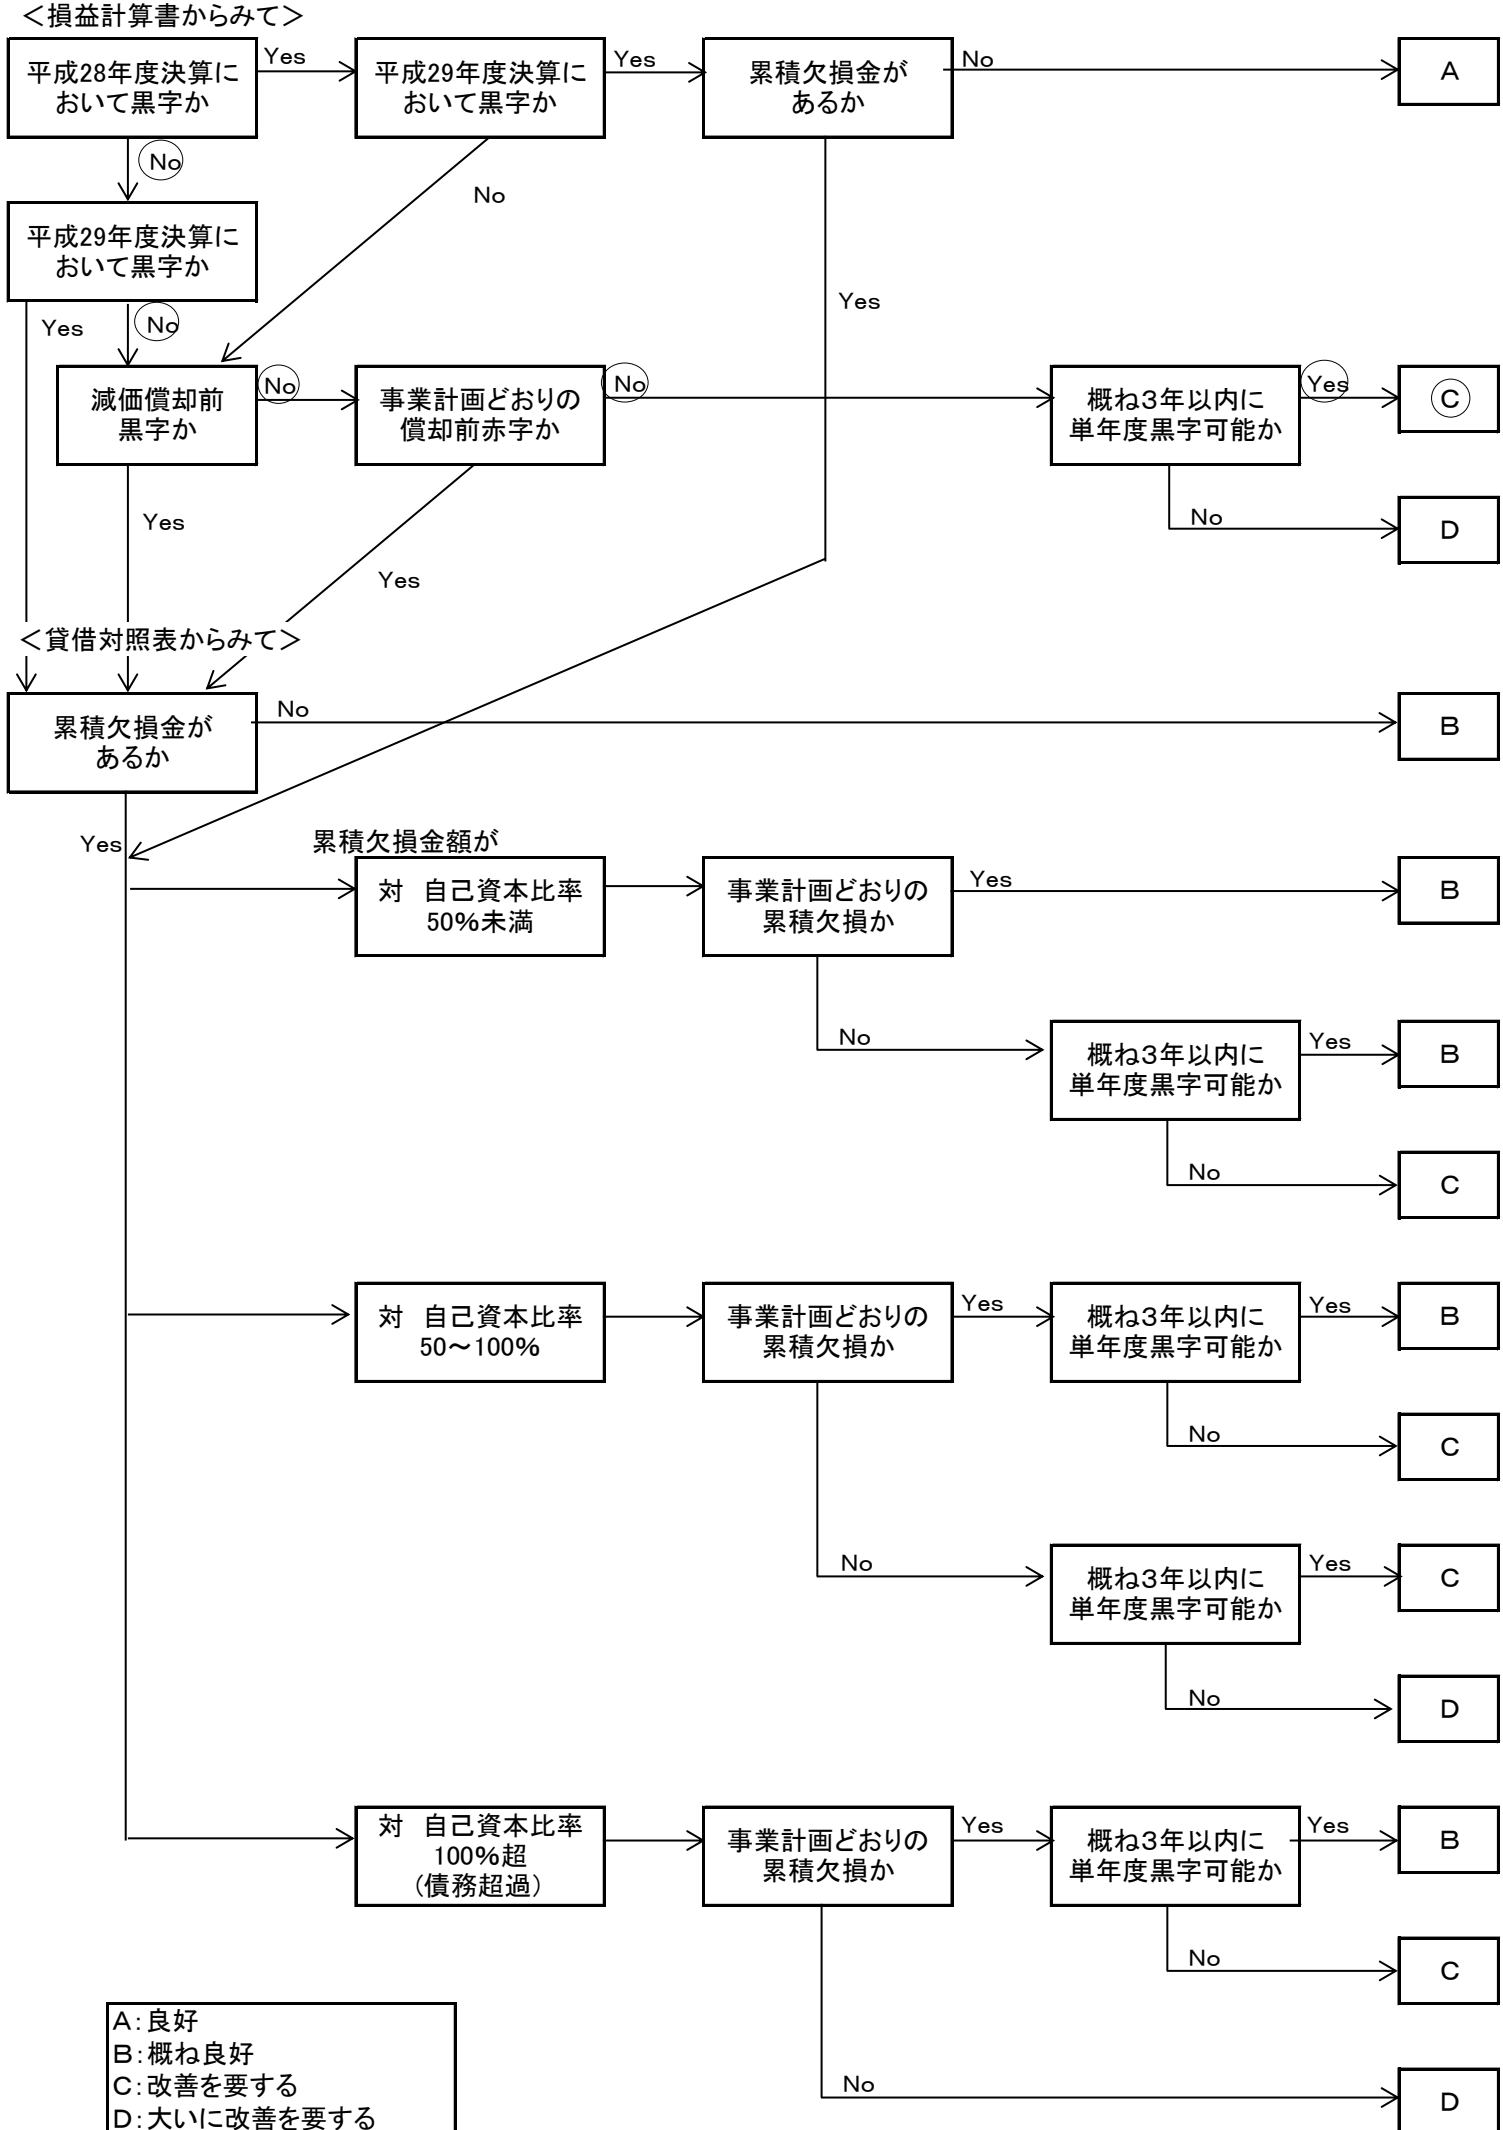 ＜損益計算書からみて＞
平成28年度決算に
おいて黒字か
Yes
平成29年度決算に
おいて黒字か
Yes
累積欠損金が
あるか
No
A
No
No
平成29年度決算に
おいて黒字か
Yes
Yes
No
減価償却前
黒字か
No
事業計画どおりの
償却前赤字か
No
概ね3年以内に
単年度黒字可能か
Yes
C
Yes
No
D
Yes
＜貸借対照表からみて＞
累積欠損金が
あるか
No
B
Yes
累積欠損金額が
対　自己資本比率
50%未満
事業計画どおりの
累積欠損か
Yes
B
No
概ね3年以内に
単年度黒字可能か
Yes
B
No
C
対　自己資本比率
50～100%
事業計画どおりの
累積欠損か
Yes
概ね3年以内に
単年度黒字可能か
Yes
B
No
C
No
概ね3年以内に
単年度黒字可能か
Yes
C
No
D
対　自己資本比率
100%超
（債務超過）
事業計画どおりの
累積欠損か
Yes
概ね3年以内に
単年度黒字可能か
Yes
B
No
C
No
D
A：良好
B：概ね良好
C：改善を要する
D：大いに改善を要する